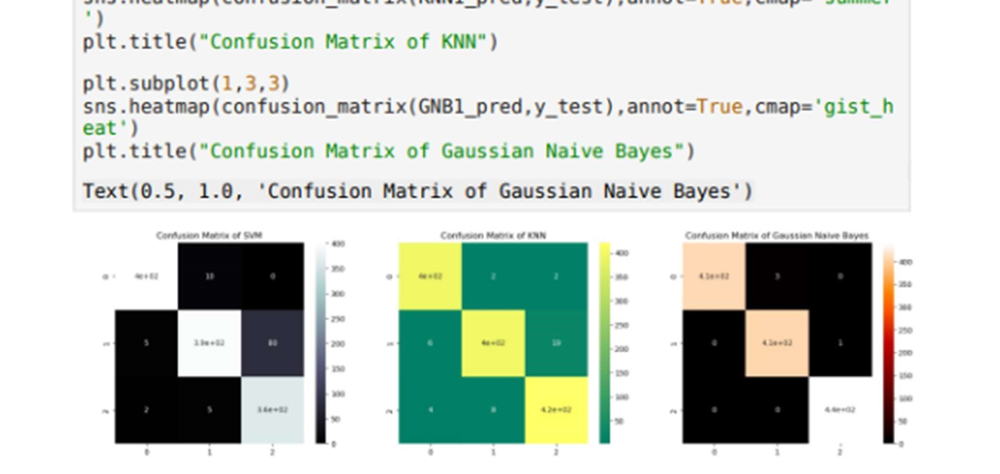 sns.heatmap(confusion_matrix(KNN1_pred,y_test),annot=True,cmap='summer
')
plt.title("Confusion Matrix of KNN")
plt.subplot(1,3,3)
sns.heatmap(confusion_matrix(GNB1_pred,y_test),annot=True,cmap='gist_h
eat')
plt.title("Confusion Matrix of Gaussian Naive Bayes")
Text(0.5, 1.0, 'Confusion Matrix of Gaussian Naive Bayes')
Confusion Matrix of SVM
400
350
300
250
200
150
100
50
0
0 4e+02 10 0
1 5 3.9e+02 80
2 2 5 3.6e+02
0 1 2
Confusion Matrix of KNN
400
350
300
250
200
150
100
50
0 4e+02 2 2
1 6 4e+02 19
2 4 8 4.2e+02
0 1 2
Confusion Matrix of Gaussian Naive Bayes
400
350
300
250
200
150
100
50
0
0 4.1e+02 3 0
1 0 4.1e+02 1
2 0 0 4.4e+02
0 1 2